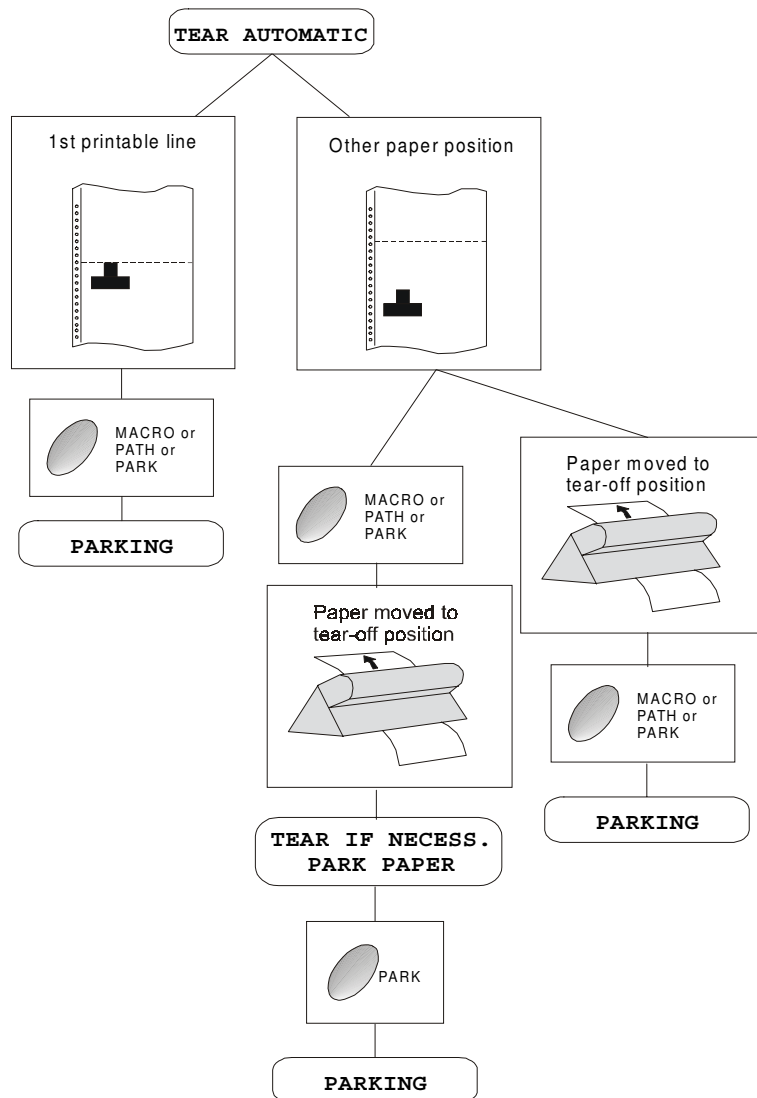 TEAR AUTOMATIC
1st printable line
Other paper position
MACRO or
PATH or
PARK
PARKING
MACRO or
PATH or
PARK
Paper moved to
tear-off position
Paper moved to
tear-off position
MACRO or
PATH or
PARK
PARKING
TEAR IF NECESS.
PARK PAPER
PARK
PARKING